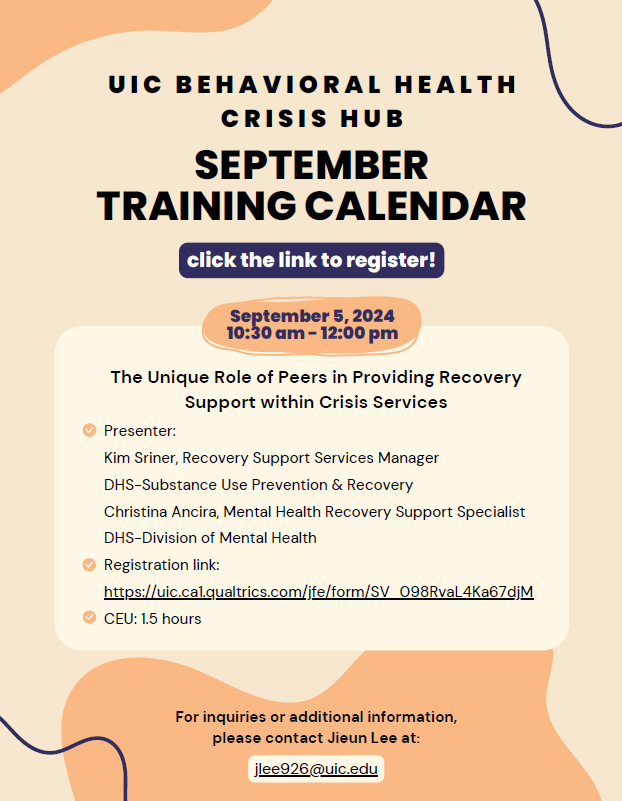 UIC BEHAVIORAL HEALTH
CRISIS HUB
SEPTEMBER
TRAINING CALENDAR
click the link to register!
September 5, 2024
10:30 am - 12:00 pm
The Unique Role of Peers in Providing Recovery
Support within Crisis Services
Presenter:
Kim Sriner, Recovery Support Services Manager
DHS-Substance Use Prevention & Recovery
Christina Ancira, Mental Health Recovery Support Specialist
DHS-Division of Mental Health
Registration link:
https://uic.ca1.qualtrics.com/jfe/form/SV_098RvaL4Ka67djM
CEU: 1.5 hours
For inquiries or additional information,
please contact Jieun Lee at:
jlee926@uic.edu